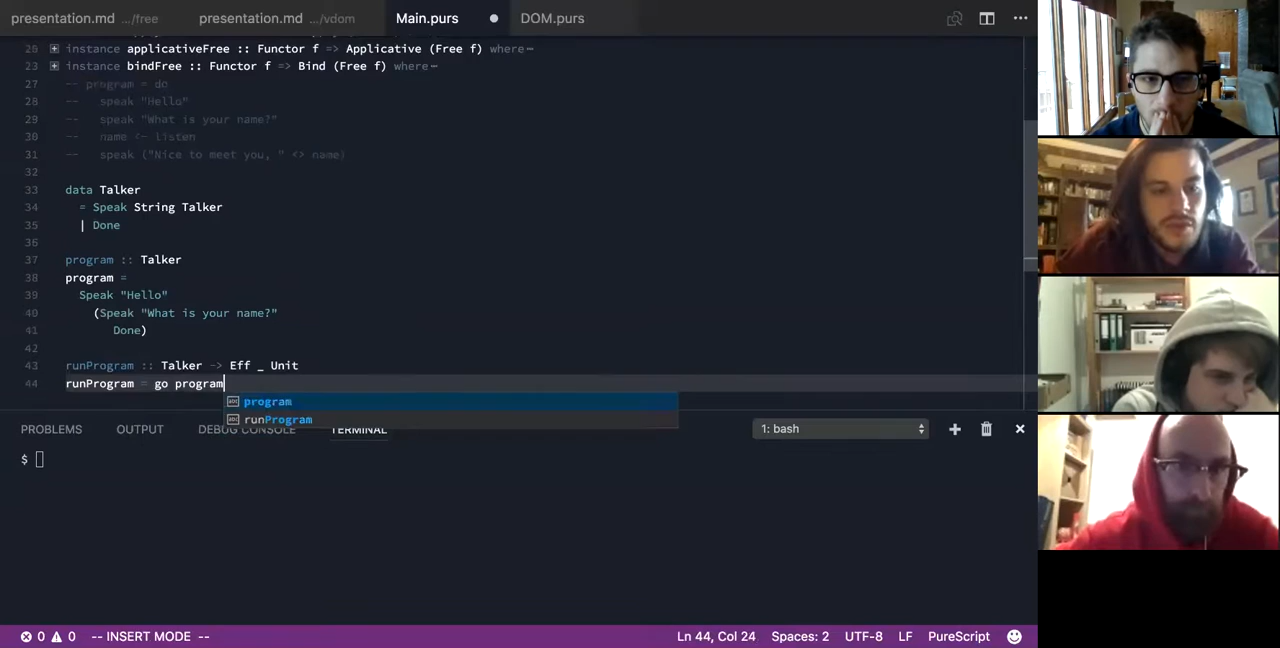 presentation.md .../free presentation.md .../vdom Main.purs DOM.purs
20 instance applicativeFree :: Functor f => Applicative (Free f) where⋯
23 instance bindFree :: Functor f => Bind (Free f) where⋯
27 -- program = do
28 --   speak "Hello"
29 --   speak "What is your name?"
30 --   name <- listen
31 --   speak ("Nice to meet you, " <> name)
32
33 data Talker
34   = Speak String Talker
35   | Done
36
37 program :: Talker
38 program =
39   Speak "Hello"
40     (Speak "What is your name?"
41       Done)
42
43 runProgram :: Talker -> Eff _ Unit
44 runProgram = go program
abc program
abc runProgram
PROBLEMS OUTPUT DEBUG CONSOLE TERMINAL 1: bash
$
0 0 -- INSERT MODE -- Ln 44, Col 24 Spaces: 2 UTF-8 LF PureScript